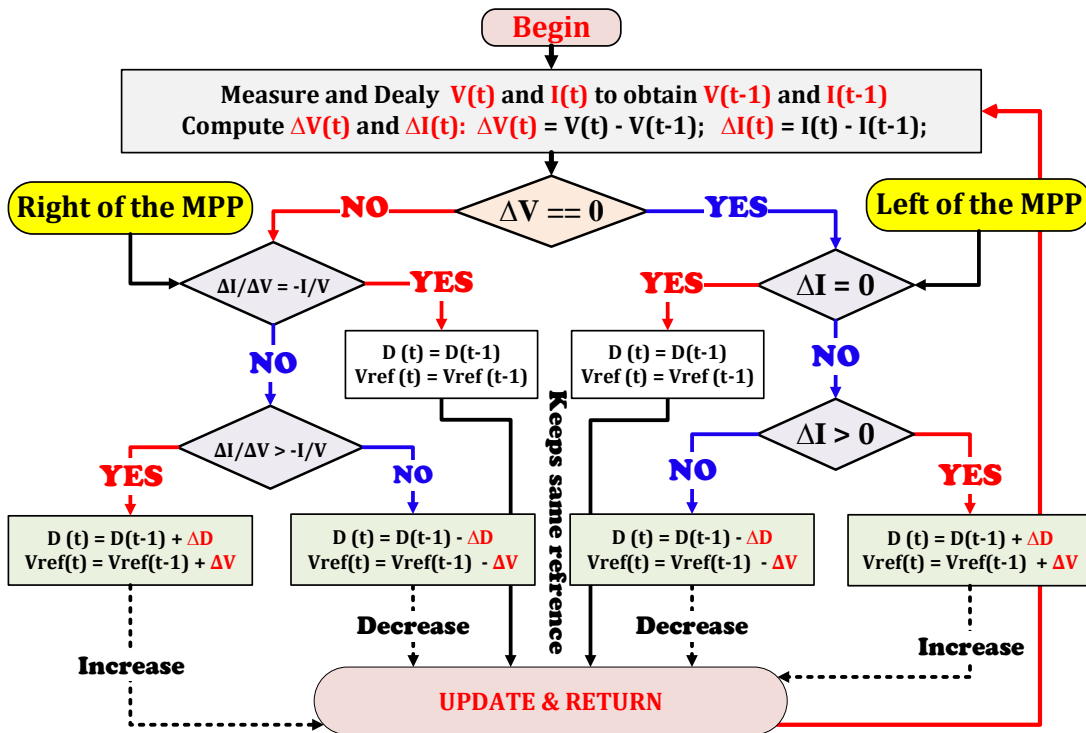 Begin
Measure and Dealy V(t) and I(t) to obtain V(t-1) and I(t-1)
Compute ΔV(t) and ΔI(t): ΔV(t) = V(t) - V(t-1); ΔI(t) = I(t) - I(t-1);
Right of the MPP
NO
ΔV == 0
YES
Left of the MPP
ΔI/ΔV = -I/V
YES
YES
ΔI = 0
D (t) = D(t-1)
Vref (t) = Vref (t-1)
D (t) = D(t-1)
Vref (t) = Vref (t-1)
NO
NO
Keeps same refrence
ΔI/ΔV > -I/V
ΔI > 0
YES
NO
NO
YES
D (t) = D(t-1) + ΔD
Vref(t) = Vref(t-1) + ΔV
D (t) = D(t-1) - ΔD
Vref(t) = Vref(t-1) - ΔV
D (t) = D(t-1) - ΔD
Vref(t) = Vref(t-1) - ΔV
D (t) = D(t-1) + ΔD
Vref(t) = Vref(t-1) + ΔV
Increase
Decrease
Decrease
Increase
UPDATE & RETURN